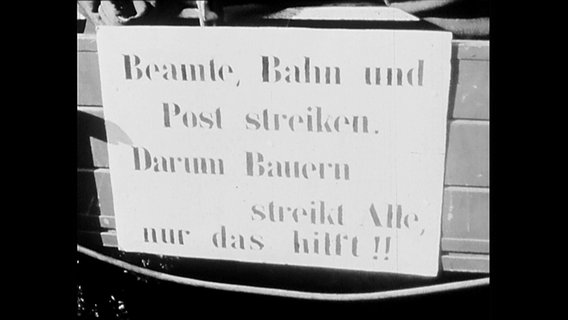 Beamte, Bahn und
Post streiken.
Darum Bauern
streikt Alle,
nur das hilft!!